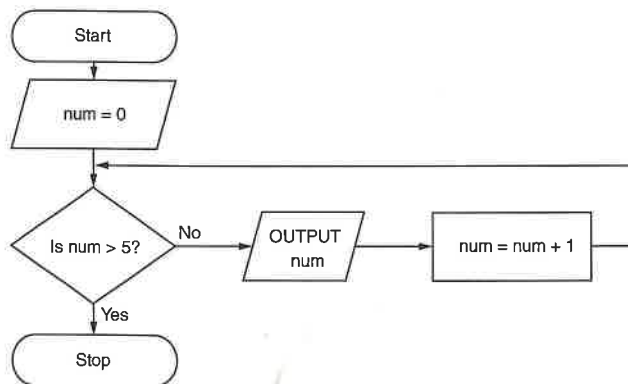 Start
num = 0
Is num > 5?
No
OUTPUT
num
num = num + 1
Yes
Stop